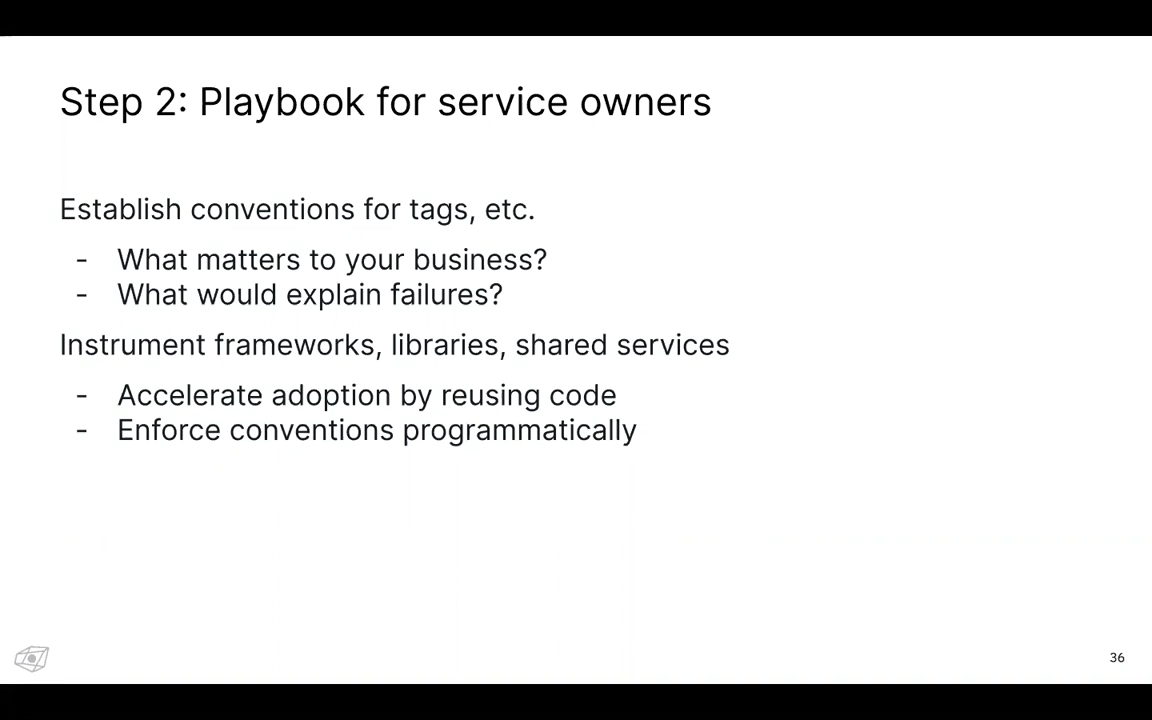 Step 2: Playbook for service owners
Establish conventions for tags, etc.
- What matters to your business?
- What would explain failures?
Instrument frameworks, libraries, shared services
- Accelerate adoption by reusing code
- Enforce conventions programmatically
36